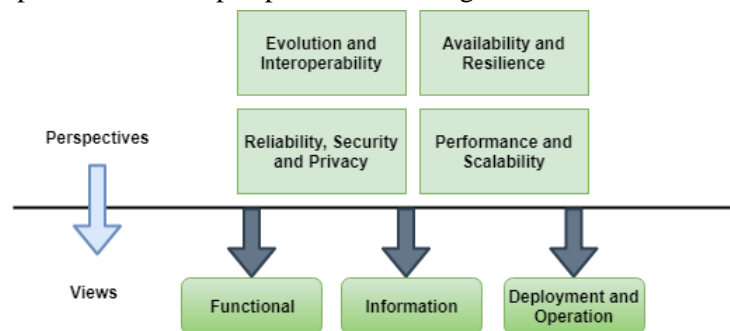 Evolution and
Interoperability
Availability and
Resilience
Perspectives
Reliability, Security
and Privacy
Performance and
Scalability
Views
Functional
Information
Deployment and
Operation